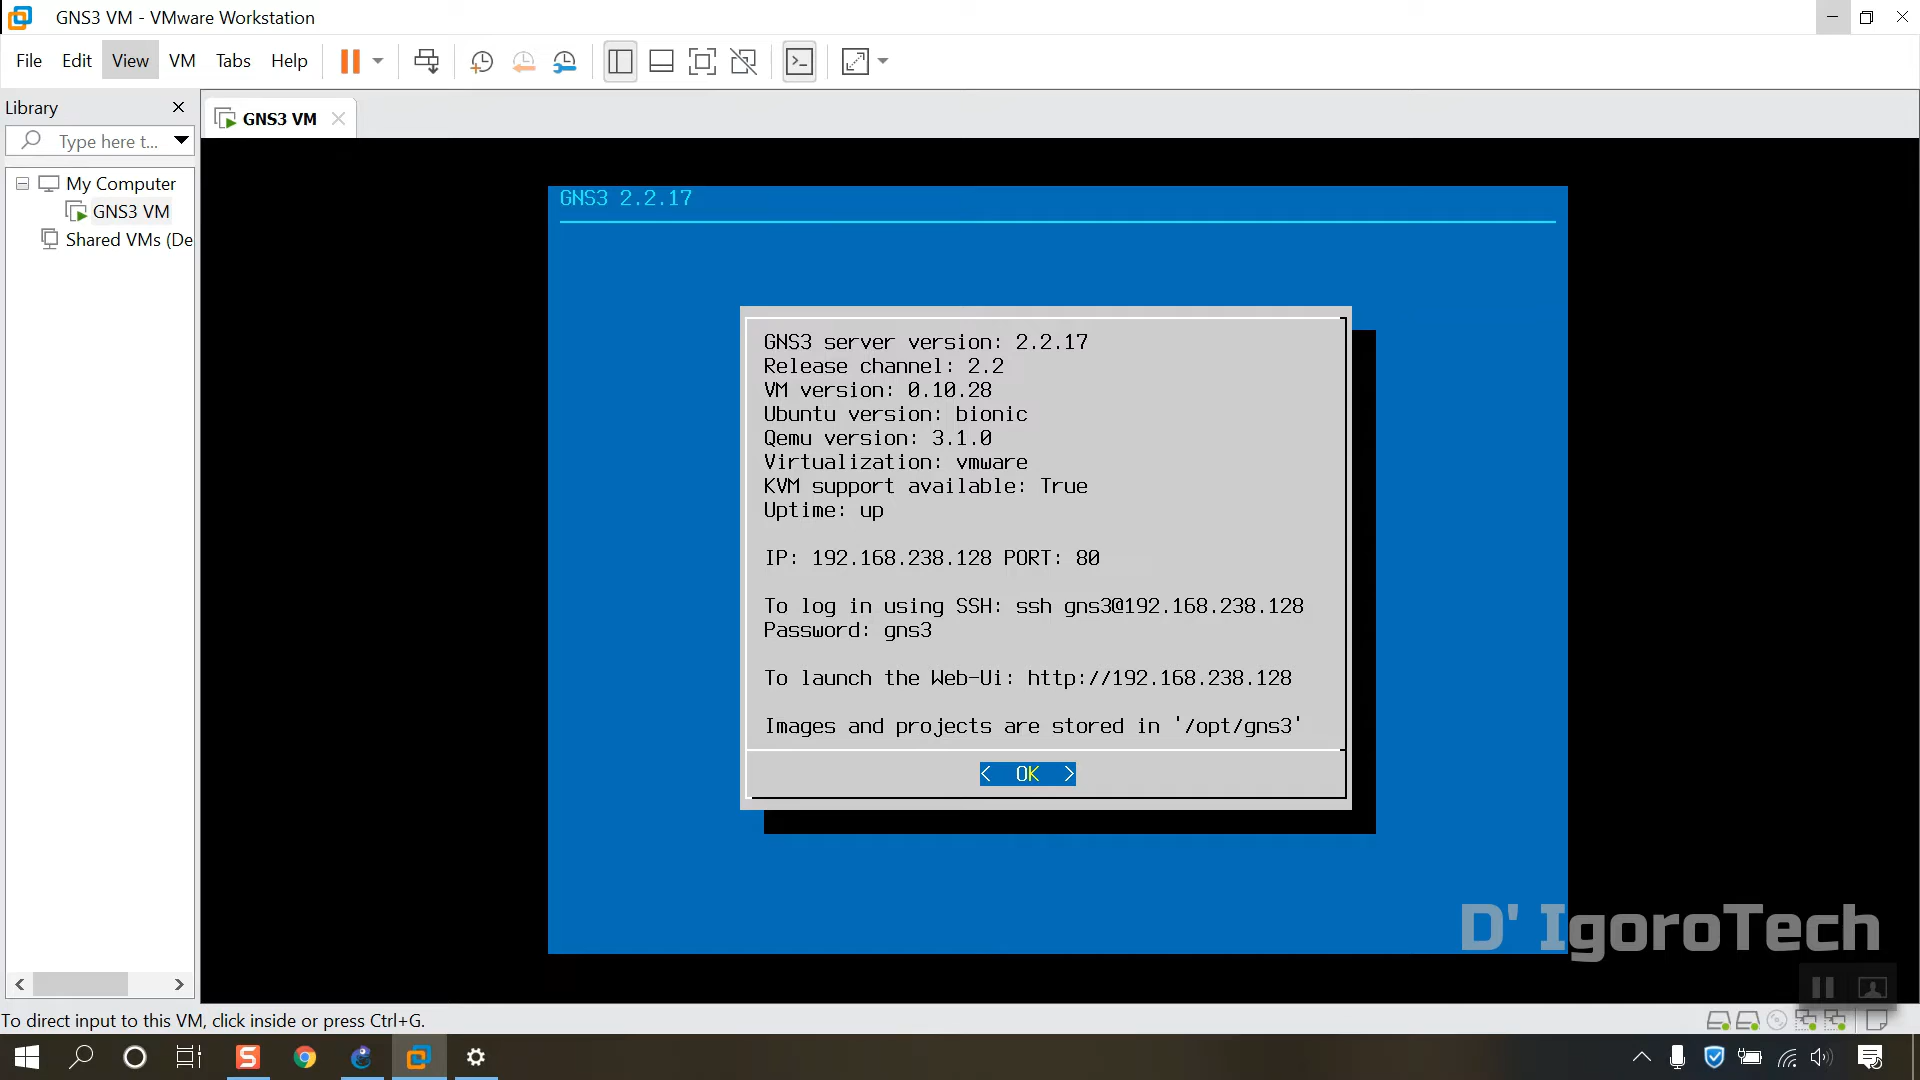 GNS3 VM - VMware Workstation
File Edit View VM Tabs Help
Library
GNS3 VM
Type here t...
My Computer
GNS3 VM
Shared VMs (De
GNS3 2.2.17
GNS3 server version: 2.2.17
Release channel: 2.2
VM version: 0.10.28
Ubuntu version: bionic
Qemu version: 3.1.0
Virtualization: vmware
KVM support available: True
Uptime: up
IP: 192.168.238.128 PORT: 80
To log in using SSH: ssh gns3@192.168.238.128
Password: gns3
To launch the Web-Ui: http://192.168.238.128
Images and projects are stored in '/opt/gns3'
< OK >
D' IgoroTech
To direct input to this VM, click inside or press Ctrl+G.